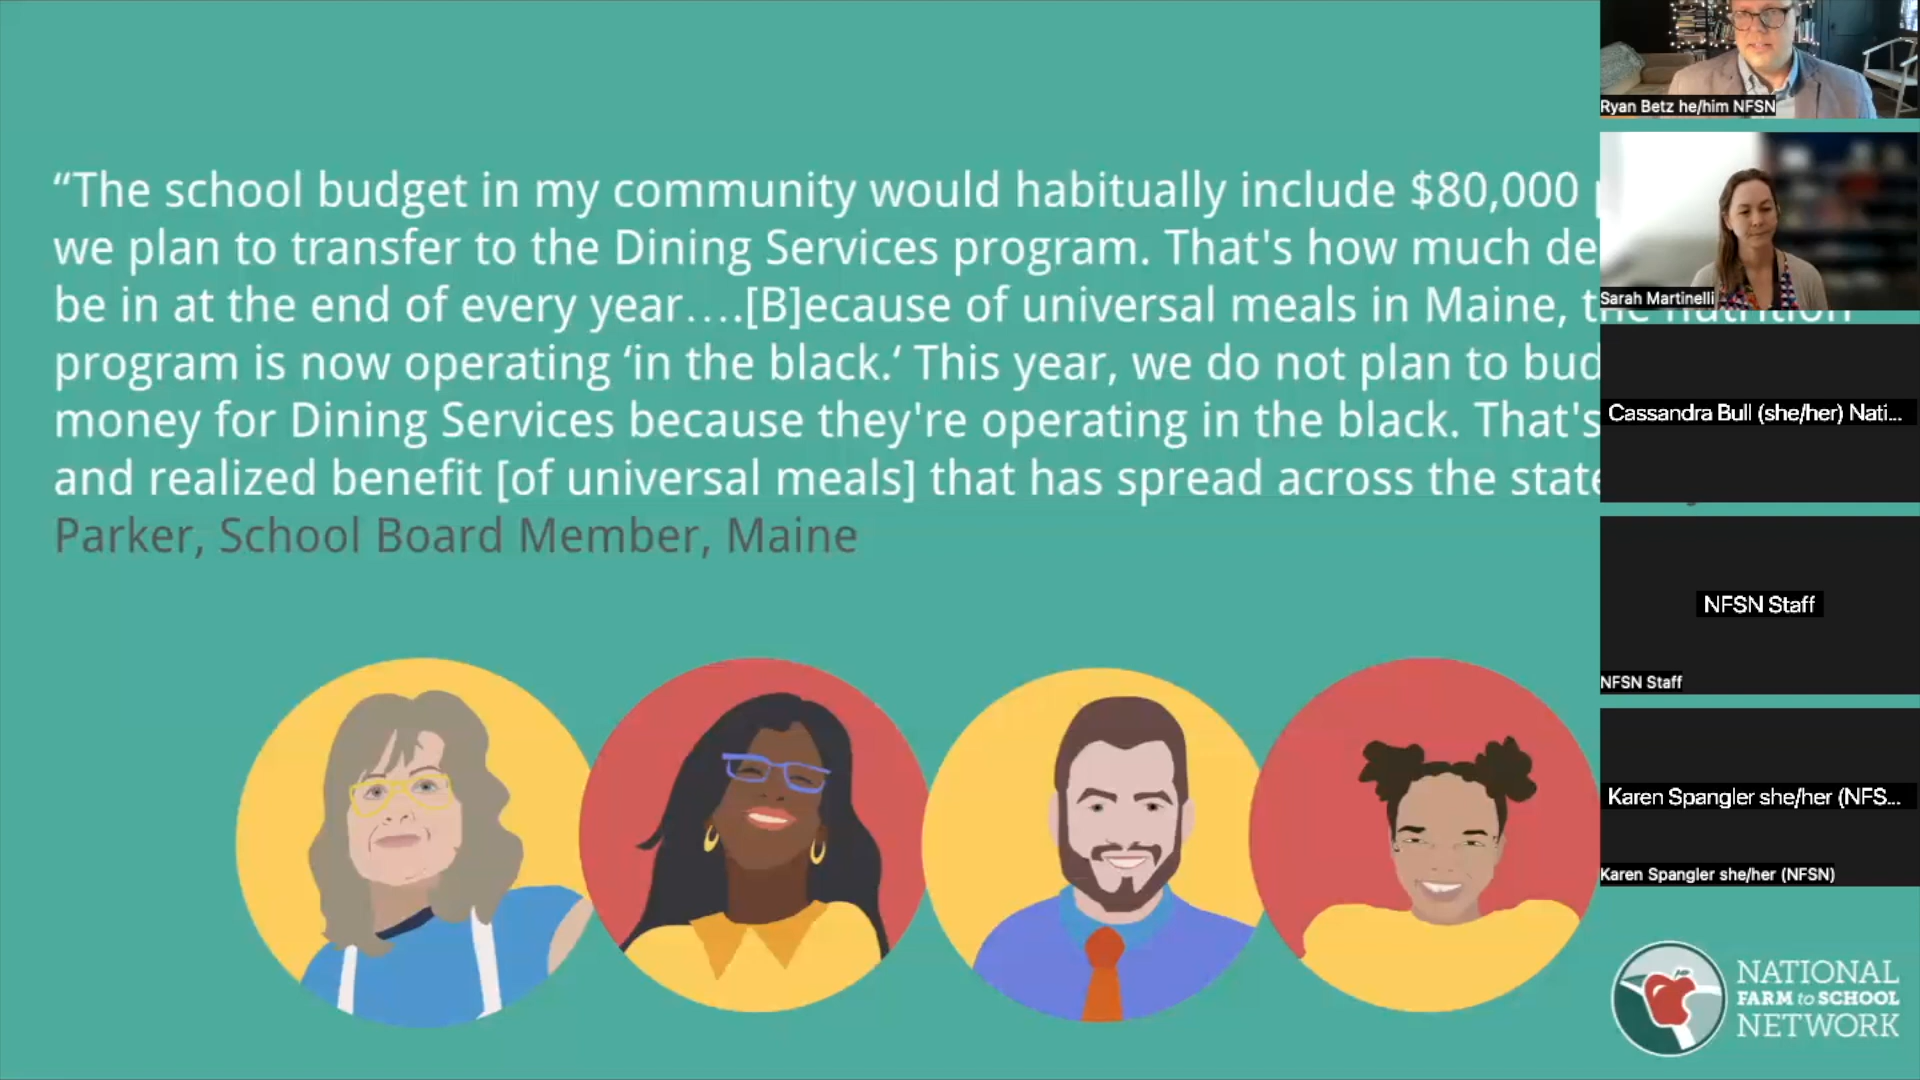 “The school budget in my community would habitually include $80,000
we plan to transfer to the Dining Services program. That's how much
be in at the end of every year….[B]ecause of universal meals in Maine, the nutrition
program is now operating ‘in the black.‘ This year, we do not plan to
money for Dining Services because they're operating in the black. That's
and realized benefit [of universal meals] that has spread across the
Parker, School Board Member, Maine
Ryan Betz he/him NFSN
Sarah Martinelli
Cassandra Bull (she/her) Nati...
NFSN Staff
NFSN Staff
Karen Spangler she/her (NFS...
Karen Spangler she/her (NFSN)
NATIONAL
FARM to SCHOOL
NETWORK